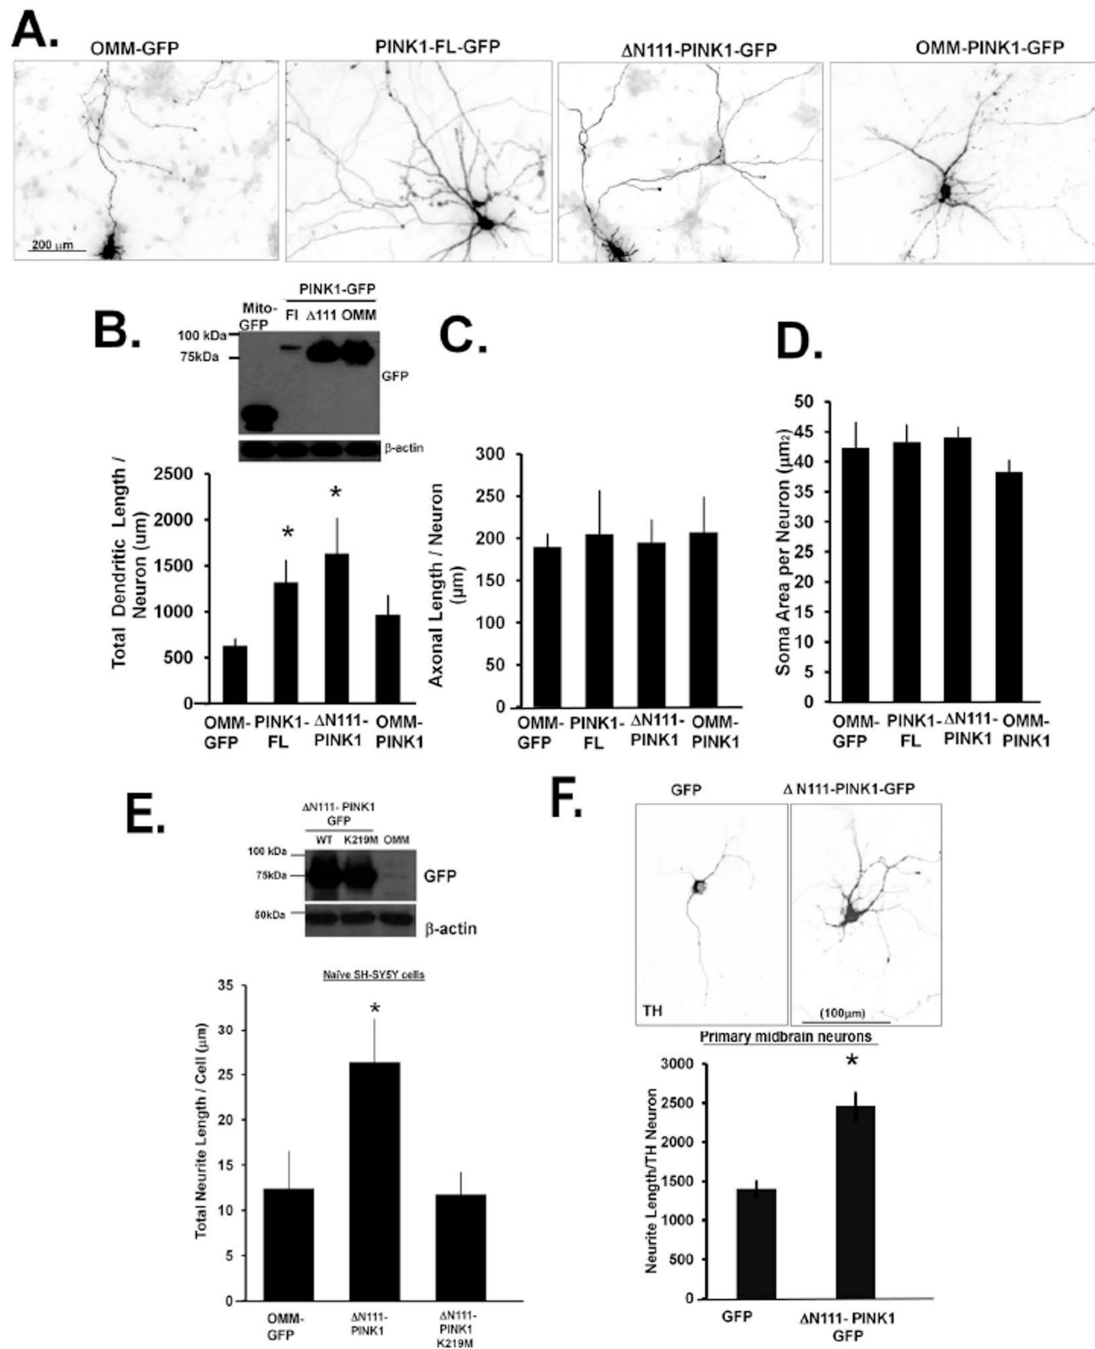 A.
OMM-GFP
PINK1-FL-GFP
ΔN111-PINK1-GFP
OMM-PINK1-GFP
200 μm
B.
PINK1-GFP
Mito-
GFP
Fl Δ111 OMM
100 kDa
75kDa
GFP
β-actin
Total Dendritic Length /
Neuron (um)
2500
2000
1500
1000
500
0
*
*
OMM-
GFP
PINK1-
FL
ΔN111-
PINK1
OMM-
PINK1
C.
Axonal Length / Neuron
(μm)
300
250
200
150
100
50
0
OMM-
GFP
PINK1-
FL
ΔN111-
PINK1
OMM-
PINK1
D.
Soma Area per Neuron (μm2)
50
45
40
35
30
25
20
15
10
5
0
OMM-
GFP
PINK1-
FL
ΔN111-
PINK1
OMM-
PINK1
E.
ΔN111- PINK1
GFP
WT K219M OMM
100 kDa
75kDa
GFP
50kDa
β-actin
Naïve SH-SY5Y cells
Total Neurite Length / Cell (μm)
35
30
25
20
15
10
5
0
*
OMM-
GFP
ΔN111-
PINK1
ΔN111-
PINK1
K219M
F.
GFP
Δ N111-PINK1-GFP
TH
(100μm)
Primary midbrain neurons
Neurite Length/TH Neuron
3000
2500
2000
1500
1000
500
0
*
GFP
ΔN111- PINK1
GFP